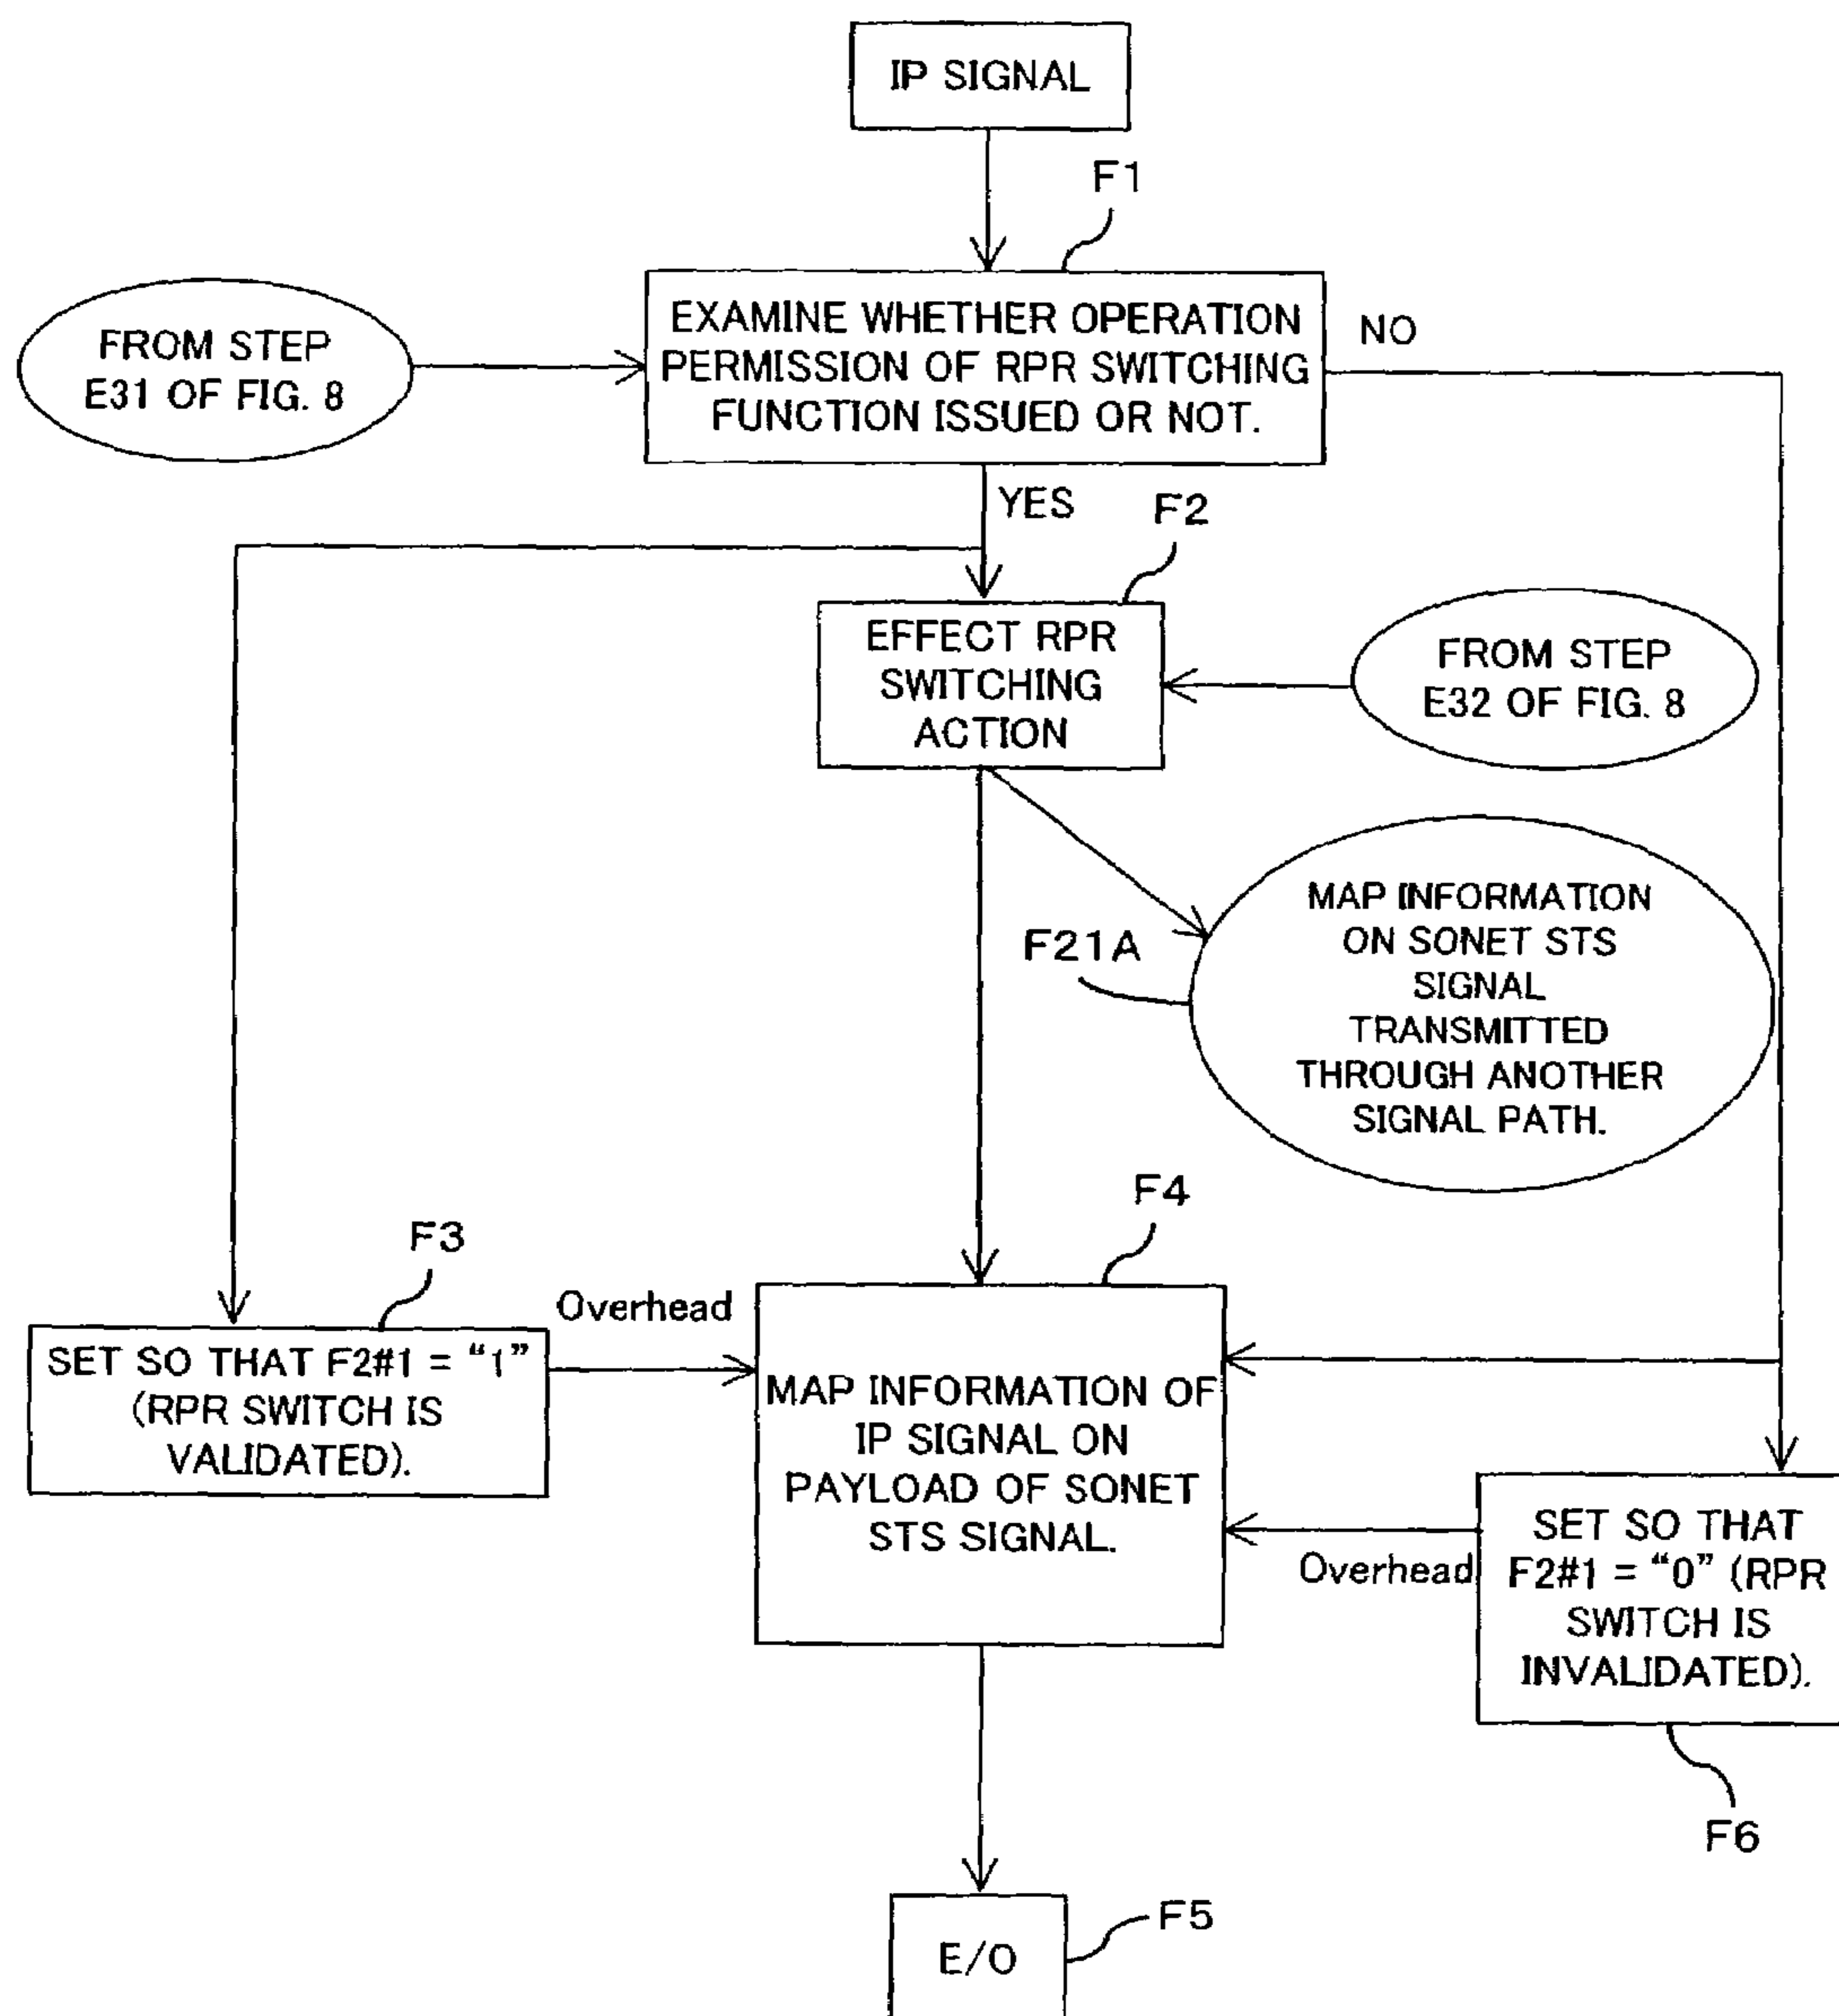 IP SIGNAL
F1
EXAMINE WHETHER OPERATION
PERMISSION OF RPR SWITCHING
FUNCTION ISSUED OR NOT.
NO
FROM STEP
E31 OF FIG. 8
YES
F2
EFFECT RPR
SWITCHING
ACTION
FROM STEP
E32 OF FIG. 8
F21A
MAP INFORMATION
ON SONET STS
SIGNAL
TRANSMITTED
THROUGH ANOTHER
SIGNAL PATH.
F3
SET SO THAT F2#1 = “1”
(RPR SWITCH IS
VALIDATED).
Overhead
F4
MAP INFORMATION OF
IP SIGNAL ON
PAYLOAD OF SONET
STS SIGNAL.
Overhead
SET SO THAT
F2#1 = “0” (RPR
SWITCH IS
INVALIDATED).
F6
E/O
F5